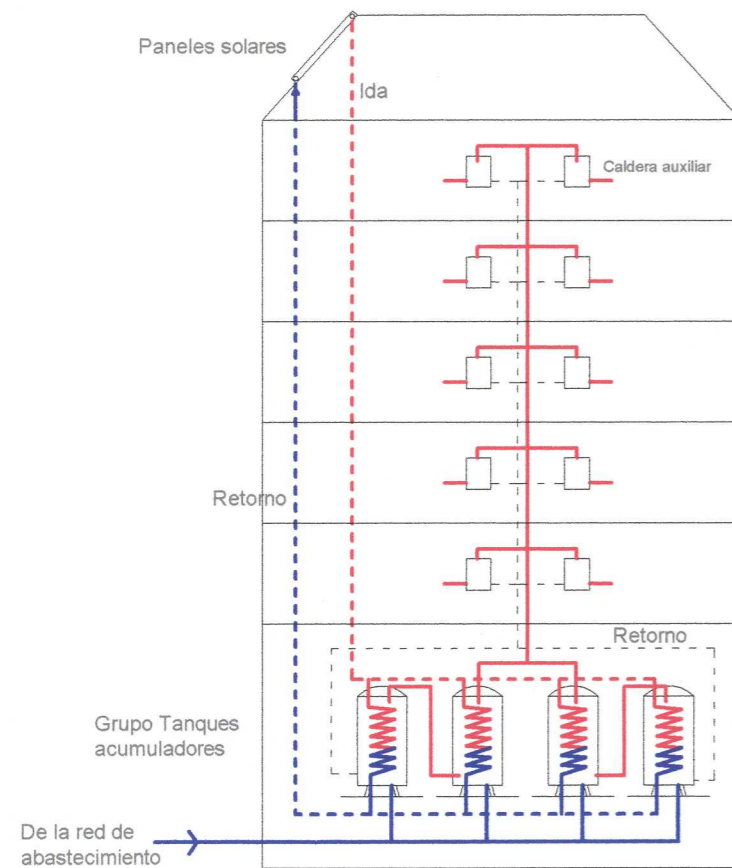 Paneles solares
Ida
Caldera auxiliar
Retorno
Retorno
Grupo Tanques
acumuladores
De la red de
abastecimiento